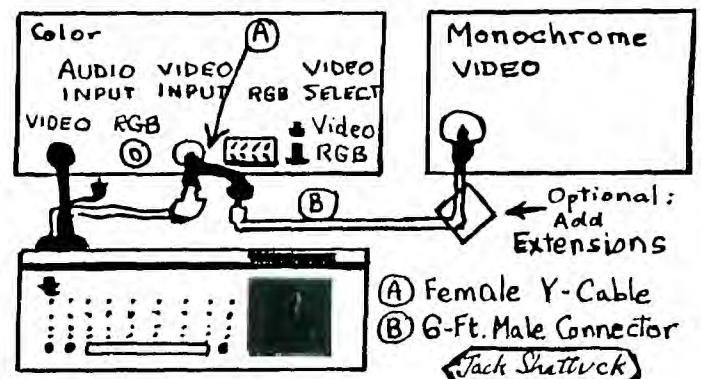 Color
AUDIO INPUT
VIDEO INPUT
RGB
VIDEO SELECT
VIDEO
RGB
Video
RGB
A
B
Monochrome
VIDEO
Optional:
Add
Extensions
A Female Y-Cable
B 6-Ft. Male Connector
Jack Shattuck